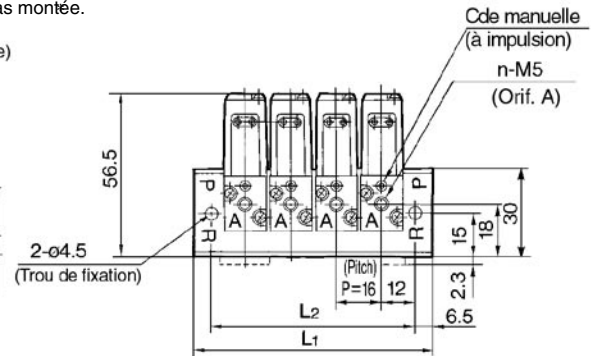 as montée.
e)
Cde manuelle
(à impulsion)
n-M5
(Orif. A)
56.5
P
P
A
A
A
A
R
R
30
18
15
2.3
6.5
2-ø4.5
(Trou de fixation)
(Pitch)
P=16
12
L2
L1